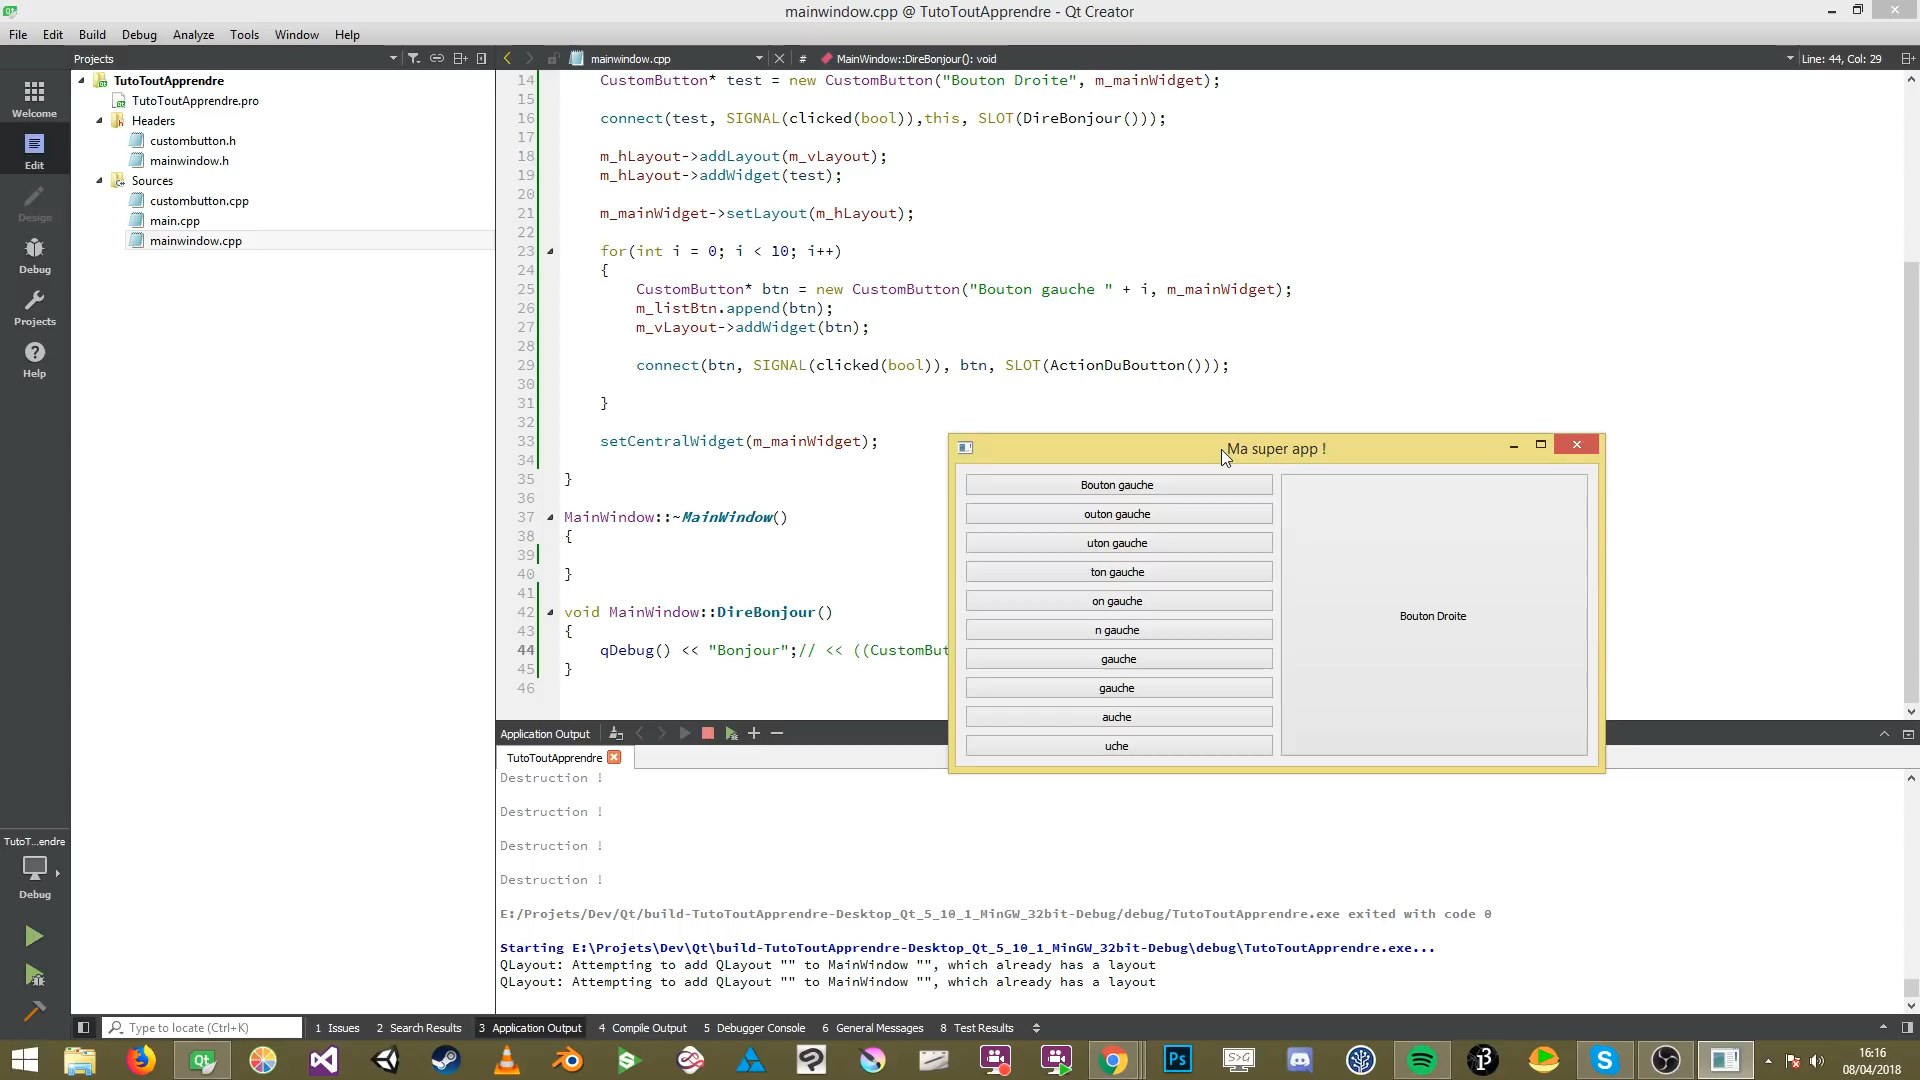 mainwindow.cpp @ TutoToutApprendre - Qt Creator
File Edit Build Debug Analyze Tools Window Help
Projects
mainwindow.cpp
#
MainWindow::DireBonjour(): void
Line: 44, Col: 29
Welcome
Edit
Design
Debug
Projects
Help
TutoToutApprendre
TutoToutApprendre.pro
Headers
custombutton.h
mainwindow.h
Sources
custombutton.cpp
main.cpp
mainwindow.cpp
14 CustomButton* test = new CustomButton("Bouton Droite", m_mainWidget);
15
16 connect(test, SIGNAL(clicked(bool)),this, SLOT(DireBonjour()));
17
18 m_hLayout->addLayout(m_vLayout);
19 m_hLayout->addWidget(test);
20
21 m_mainWidget->setLayout(m_hLayout);
22
23 for(int i = 0; i < 10; i++)
24 {
25 CustomButton* btn = new CustomButton("Bouton gauche " + i, m_mainWidget);
26 m_listBtn.append(btn);
27 m_vLayout->addWidget(btn);
28
29 connect(btn, SIGNAL(clicked(bool)), btn, SLOT(ActionDuBoutton()));
30
31 }
32
33 setCentralWidget(m_mainWidget);
34
35 }
36
37 MainWindow::~MainWindow()
38 {
39
40 }
41
42 void MainWindow::DireBonjour()
43 {
44 qDebug() << "Bonjour";// << ((CustomBut
45 }
46
Ma super app !
Bouton gauche
outon gauche
uton gauche
ton gauche
on gauche
n gauche
gauche
gauche
auche
uche
Bouton Droite
Application Output
TutoToutApprendre
Destruction !
Destruction !
Destruction !
Destruction !
E:/Projets/Dev/Qt/build-TutoToutApprendre-Desktop_Qt_5_10_1_MinGW_32bit-Debug/debug/TutoToutApprendre.exe exited with code 0
Starting E:\Projets\Dev\Qt\build-TutoToutApprendre-Desktop_Qt_5_10_1_MinGW_32bit-Debug\debug\TutoToutApprendre.exe...
QLayout: Attempting to add QLayout "" to MainWindow "", which already has a layout
QLayout: Attempting to add QLayout "" to MainWindow "", which already has a layout
TutoT...endre
Debug
Type to locate (Ctrl+K)
1 Issues 2 Search Results 3 Application Output 4 Compile Output 5 Debugger Console 6 General Messages 8 Test Results
Qt
Ps
S>G
16:16
08/04/2018